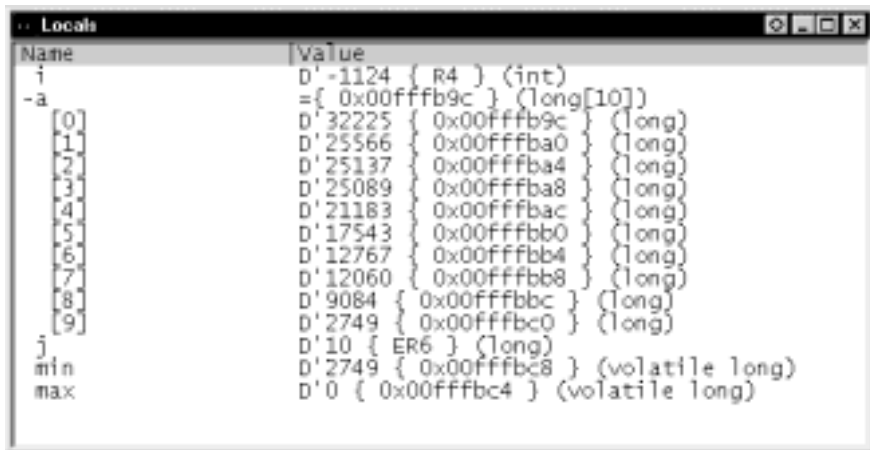 Locals
Name Value
i D'-1124 { R4 } (int)
-a ={ 0x00fffb9c } (long[10])
[0] D'32225 { 0x00fffb9c } (long)
[1] D'25566 { 0x00fffba0 } (long)
[2] D'25137 { 0x00fffba4 } (long)
[3] D'25089 { 0x00fffba8 } (long)
[4] D'21183 { 0x00fffbac } (long)
[5] D'17543 { 0x00fffbb0 } (long)
[6] D'12767 { 0x00fffbb4 } (long)
[7] D'12060 { 0x00fffbb8 } (long)
[8] D'9084 { 0x00fffbbc } (long)
[9] D'2749 { 0x00fffbc0 } (long)
j D'10 { ER6 } (long)
min D'2749 { 0x00fffbc8 } (volatile long)
max D'0 { 0x00fffbc4 } (volatile long)